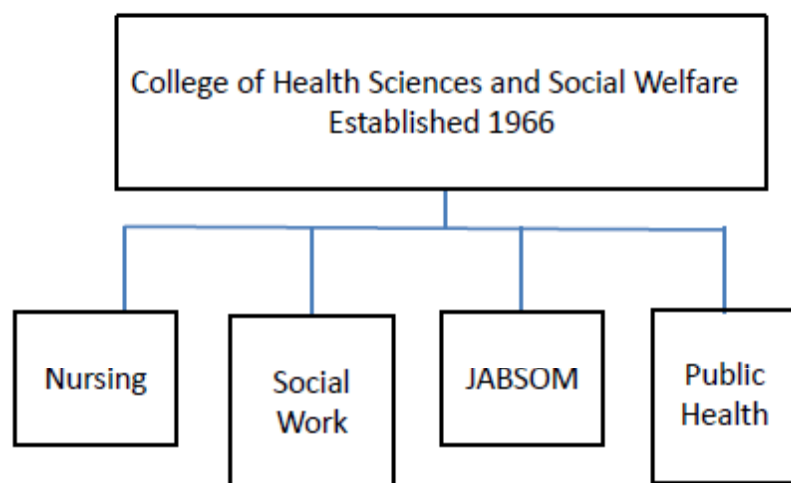 College of Health Sciences and Social Welfare
Established 1966
Nursing
Social
Work
JABSOM
Public
Health